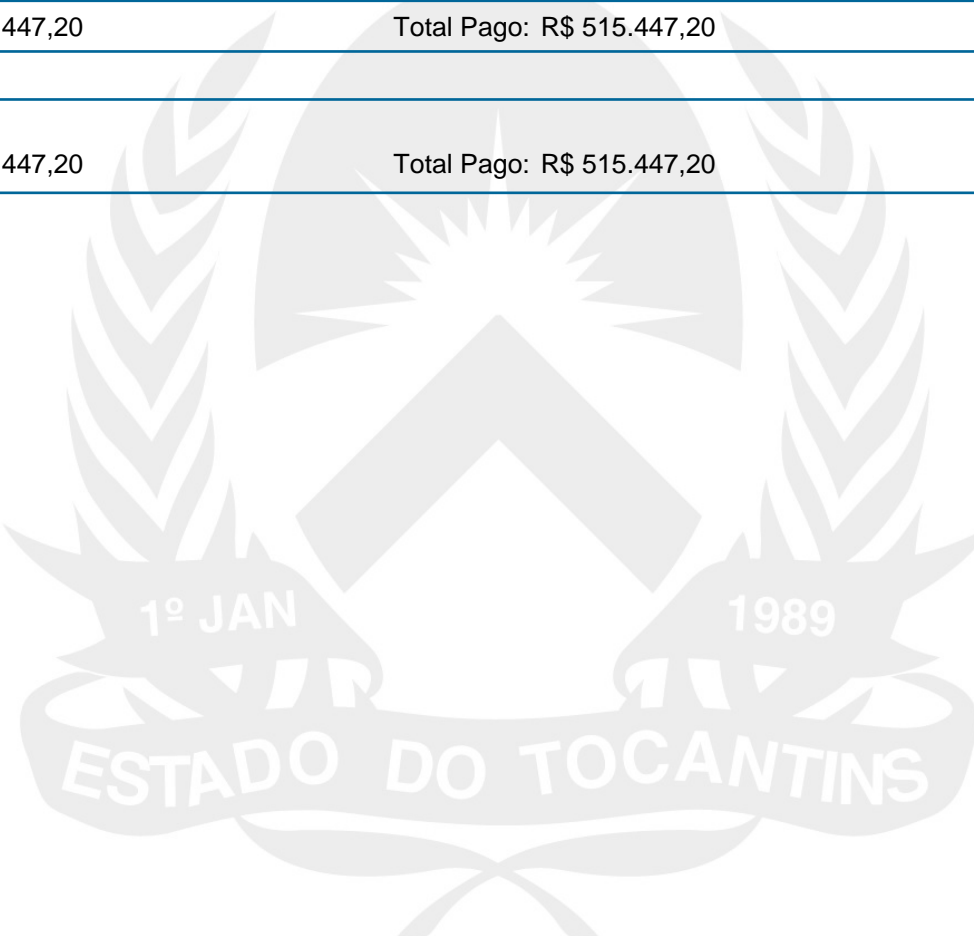 447,20 Total Pago: R$ 515.447,20
447,20 Total Pago: R$ 515.447,20
1º JAN 1989
ESTADO DO TOCANTINS